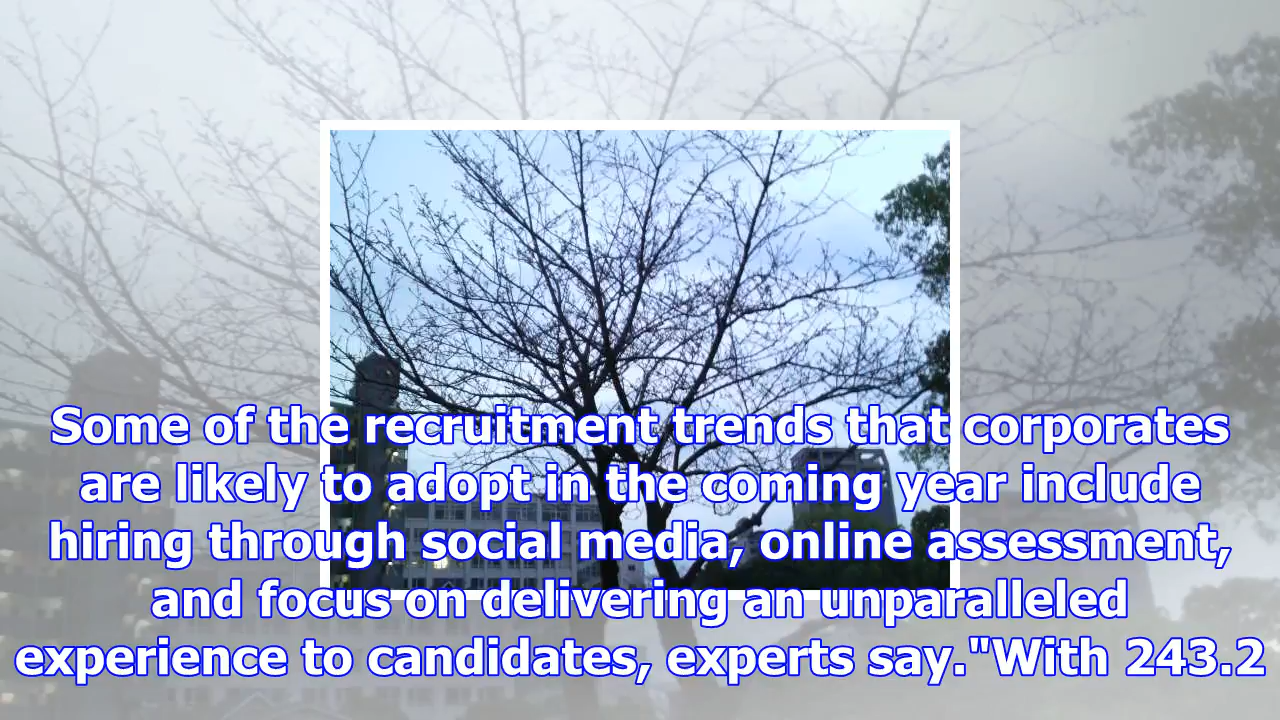 Some of the recruitment trends that corporates
are likely to adopt in the coming year include
hiring through social media, online assessment,
and focus on delivering an unparalleled
experience to candidates, experts say."With 243.2